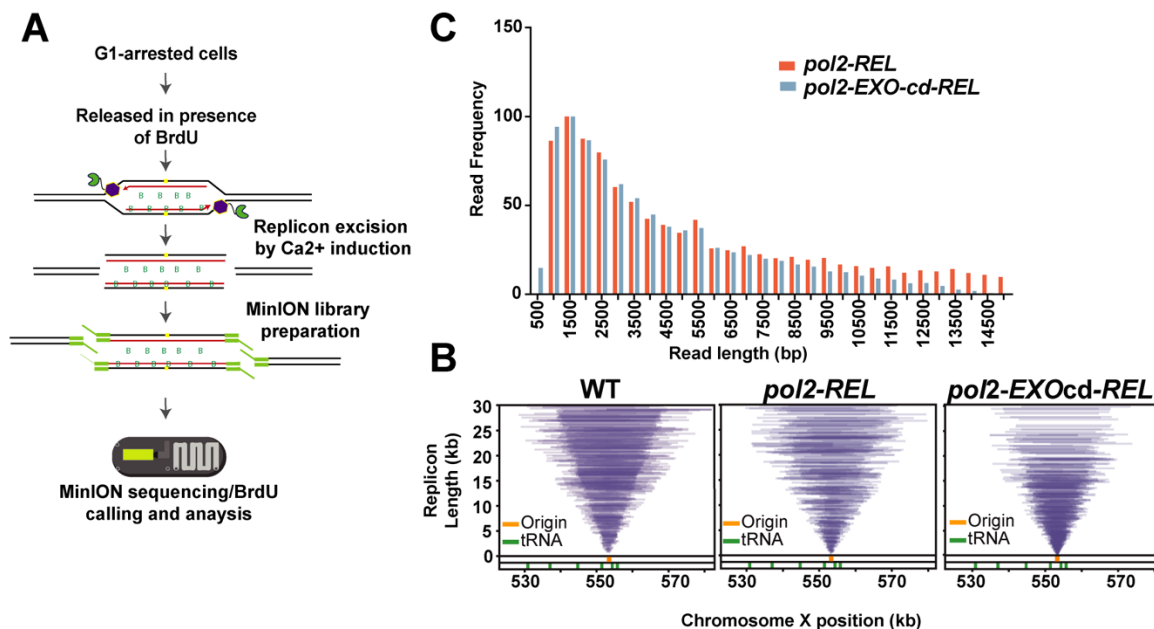 A
G1-arrested cells
Released in presence
of BrdU
B B B B
B B B B B
Replicon excision
by Ca2+ induction
B B B B B
B B B B B
MinION library
preparation
B B B B B
B B B B B
MinION sequencing/BrdU
calling and anaysis
C
150
100
50
0
Read Frequency
pol2-REL
pol2-EXO-cd-REL
500
1500
2500
3500
4500
5500
6500
7500
8500
9500
10500
11500
12500
13500
14500
Read length (bp)
B
WT
pol2-REL
pol2-EXOcd-REL
30
25
20
15
10
5
0
Replicon
Length (kb)
Origin
tRNA
Origin
tRNA
Origin
tRNA
530 550 570
530 550 570
530 550 570
Chromosome X position (kb)